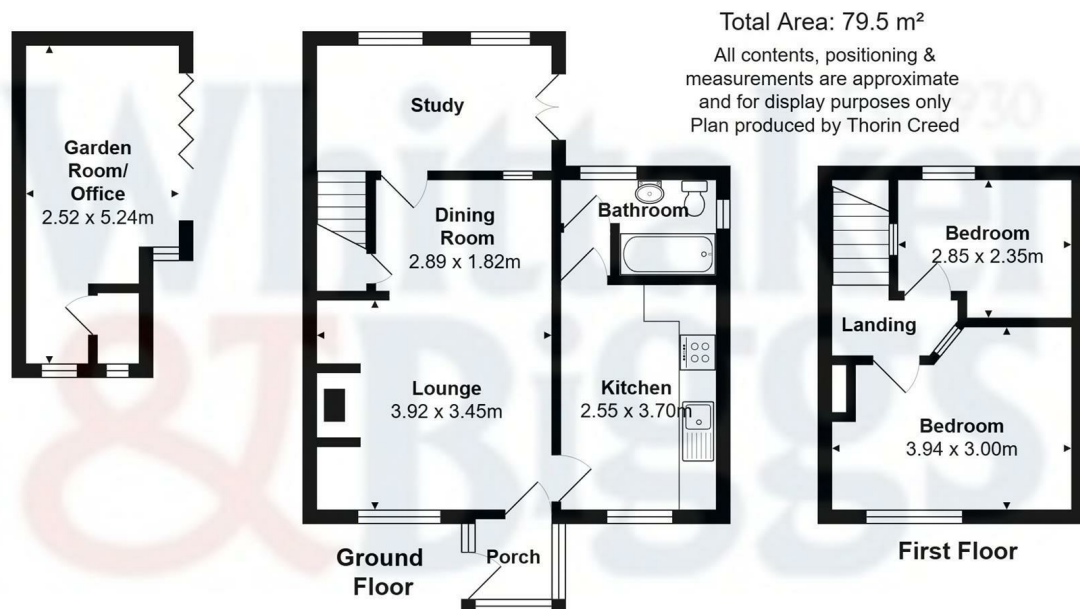 Total Area: 79.5 m²
All contents, positioning &
measurements are approximate
and for display purposes only
Plan produced by Thorin Creed
Garden
Room/
Office
2.52 x 5.24m
Study
Dining
Room
2.89 x 1.82m
Bathroom
Lounge
3.92 x 3.45m
Kitchen
2.55 x 3.70m
Porch
Ground
Floor
Bedroom
2.85 x 2.35m
Landing
Bedroom
3.94 x 3.00m
First Floor
Whittaker
1930
& Biggs